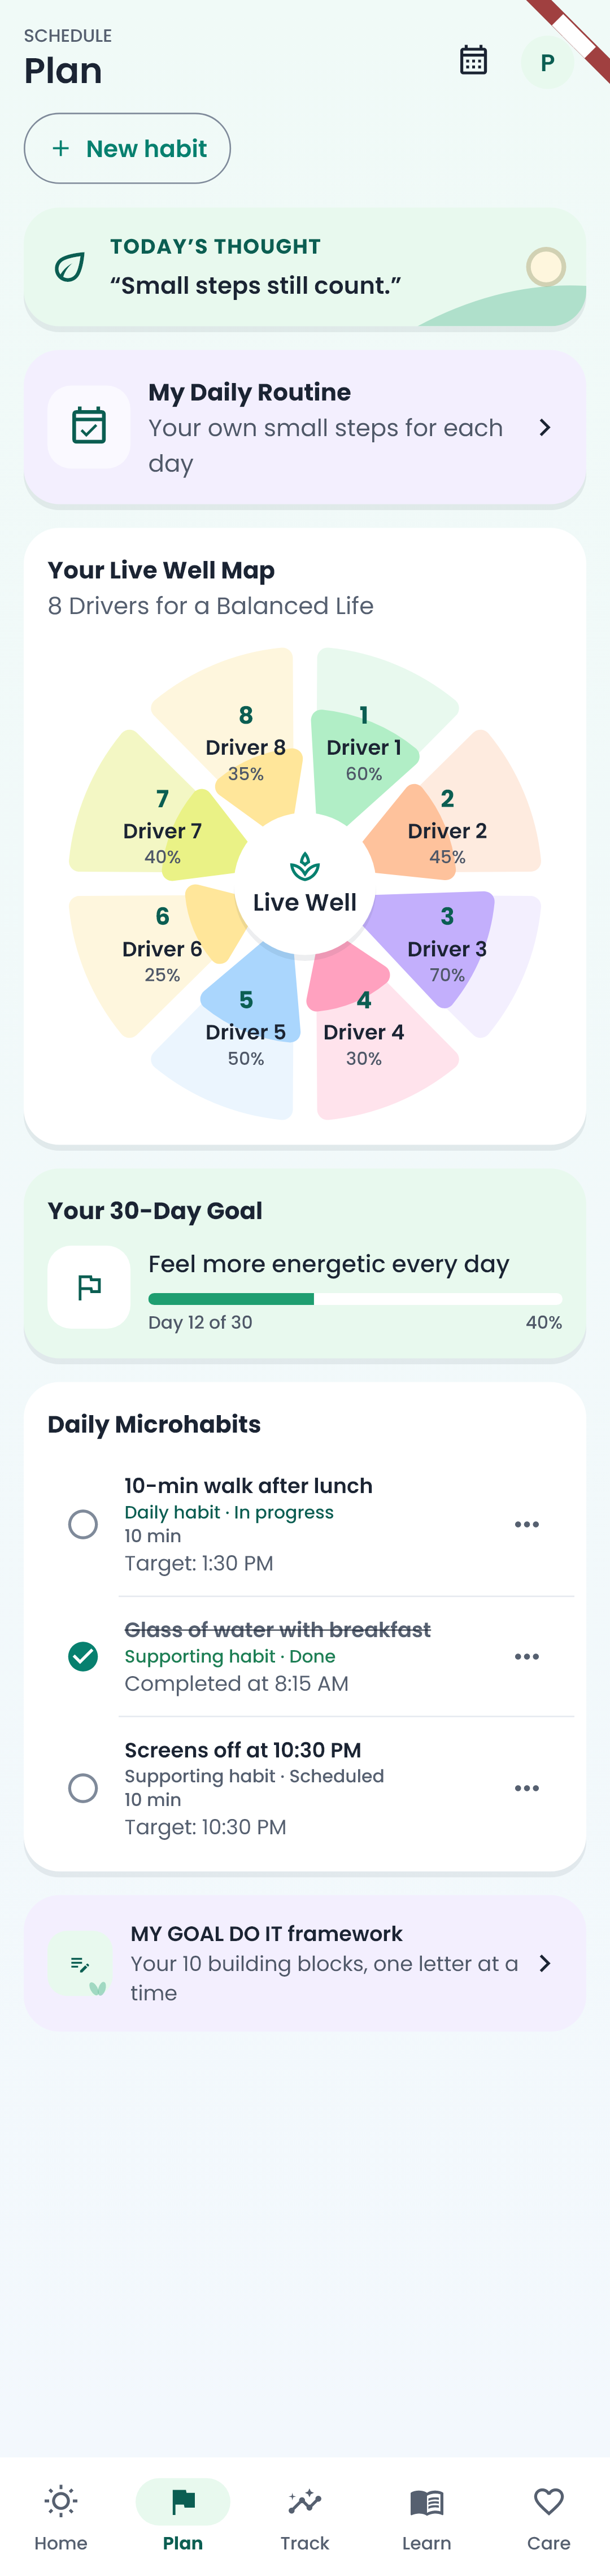 SCHEDULE
Plan
P
+ New habit
TODAY'S THOUGHT
“Small steps still count.”
My Daily Routine
Your own small steps for each
day
Your Live Well Map
8 Drivers for a Balanced Life
8
Driver 8
35%
1
Driver 1
60%
7
Driver 7
40%
2
Driver 2
45%
Live Well
6
Driver 6
25%
3
Driver 3
70%
5
Driver 5
50%
4
Driver 4
30%
Your 30-Day Goal
Feel more energetic every day
Day 12 of 30
40%
Daily Microhabits
10-min walk after lunch
Daily habit · In progress
10 min
Target: 1:30 PM
Glass of water with breakfast
Supporting habit · Done
Completed at 8:15 AM
Screens off at 10:30 PM
Supporting habit · Scheduled
10 min
Target: 10:30 PM
MY GOAL DO IT framework
Your 10 building blocks, one letter at a
time
Home
Plan
Track
Learn
Care